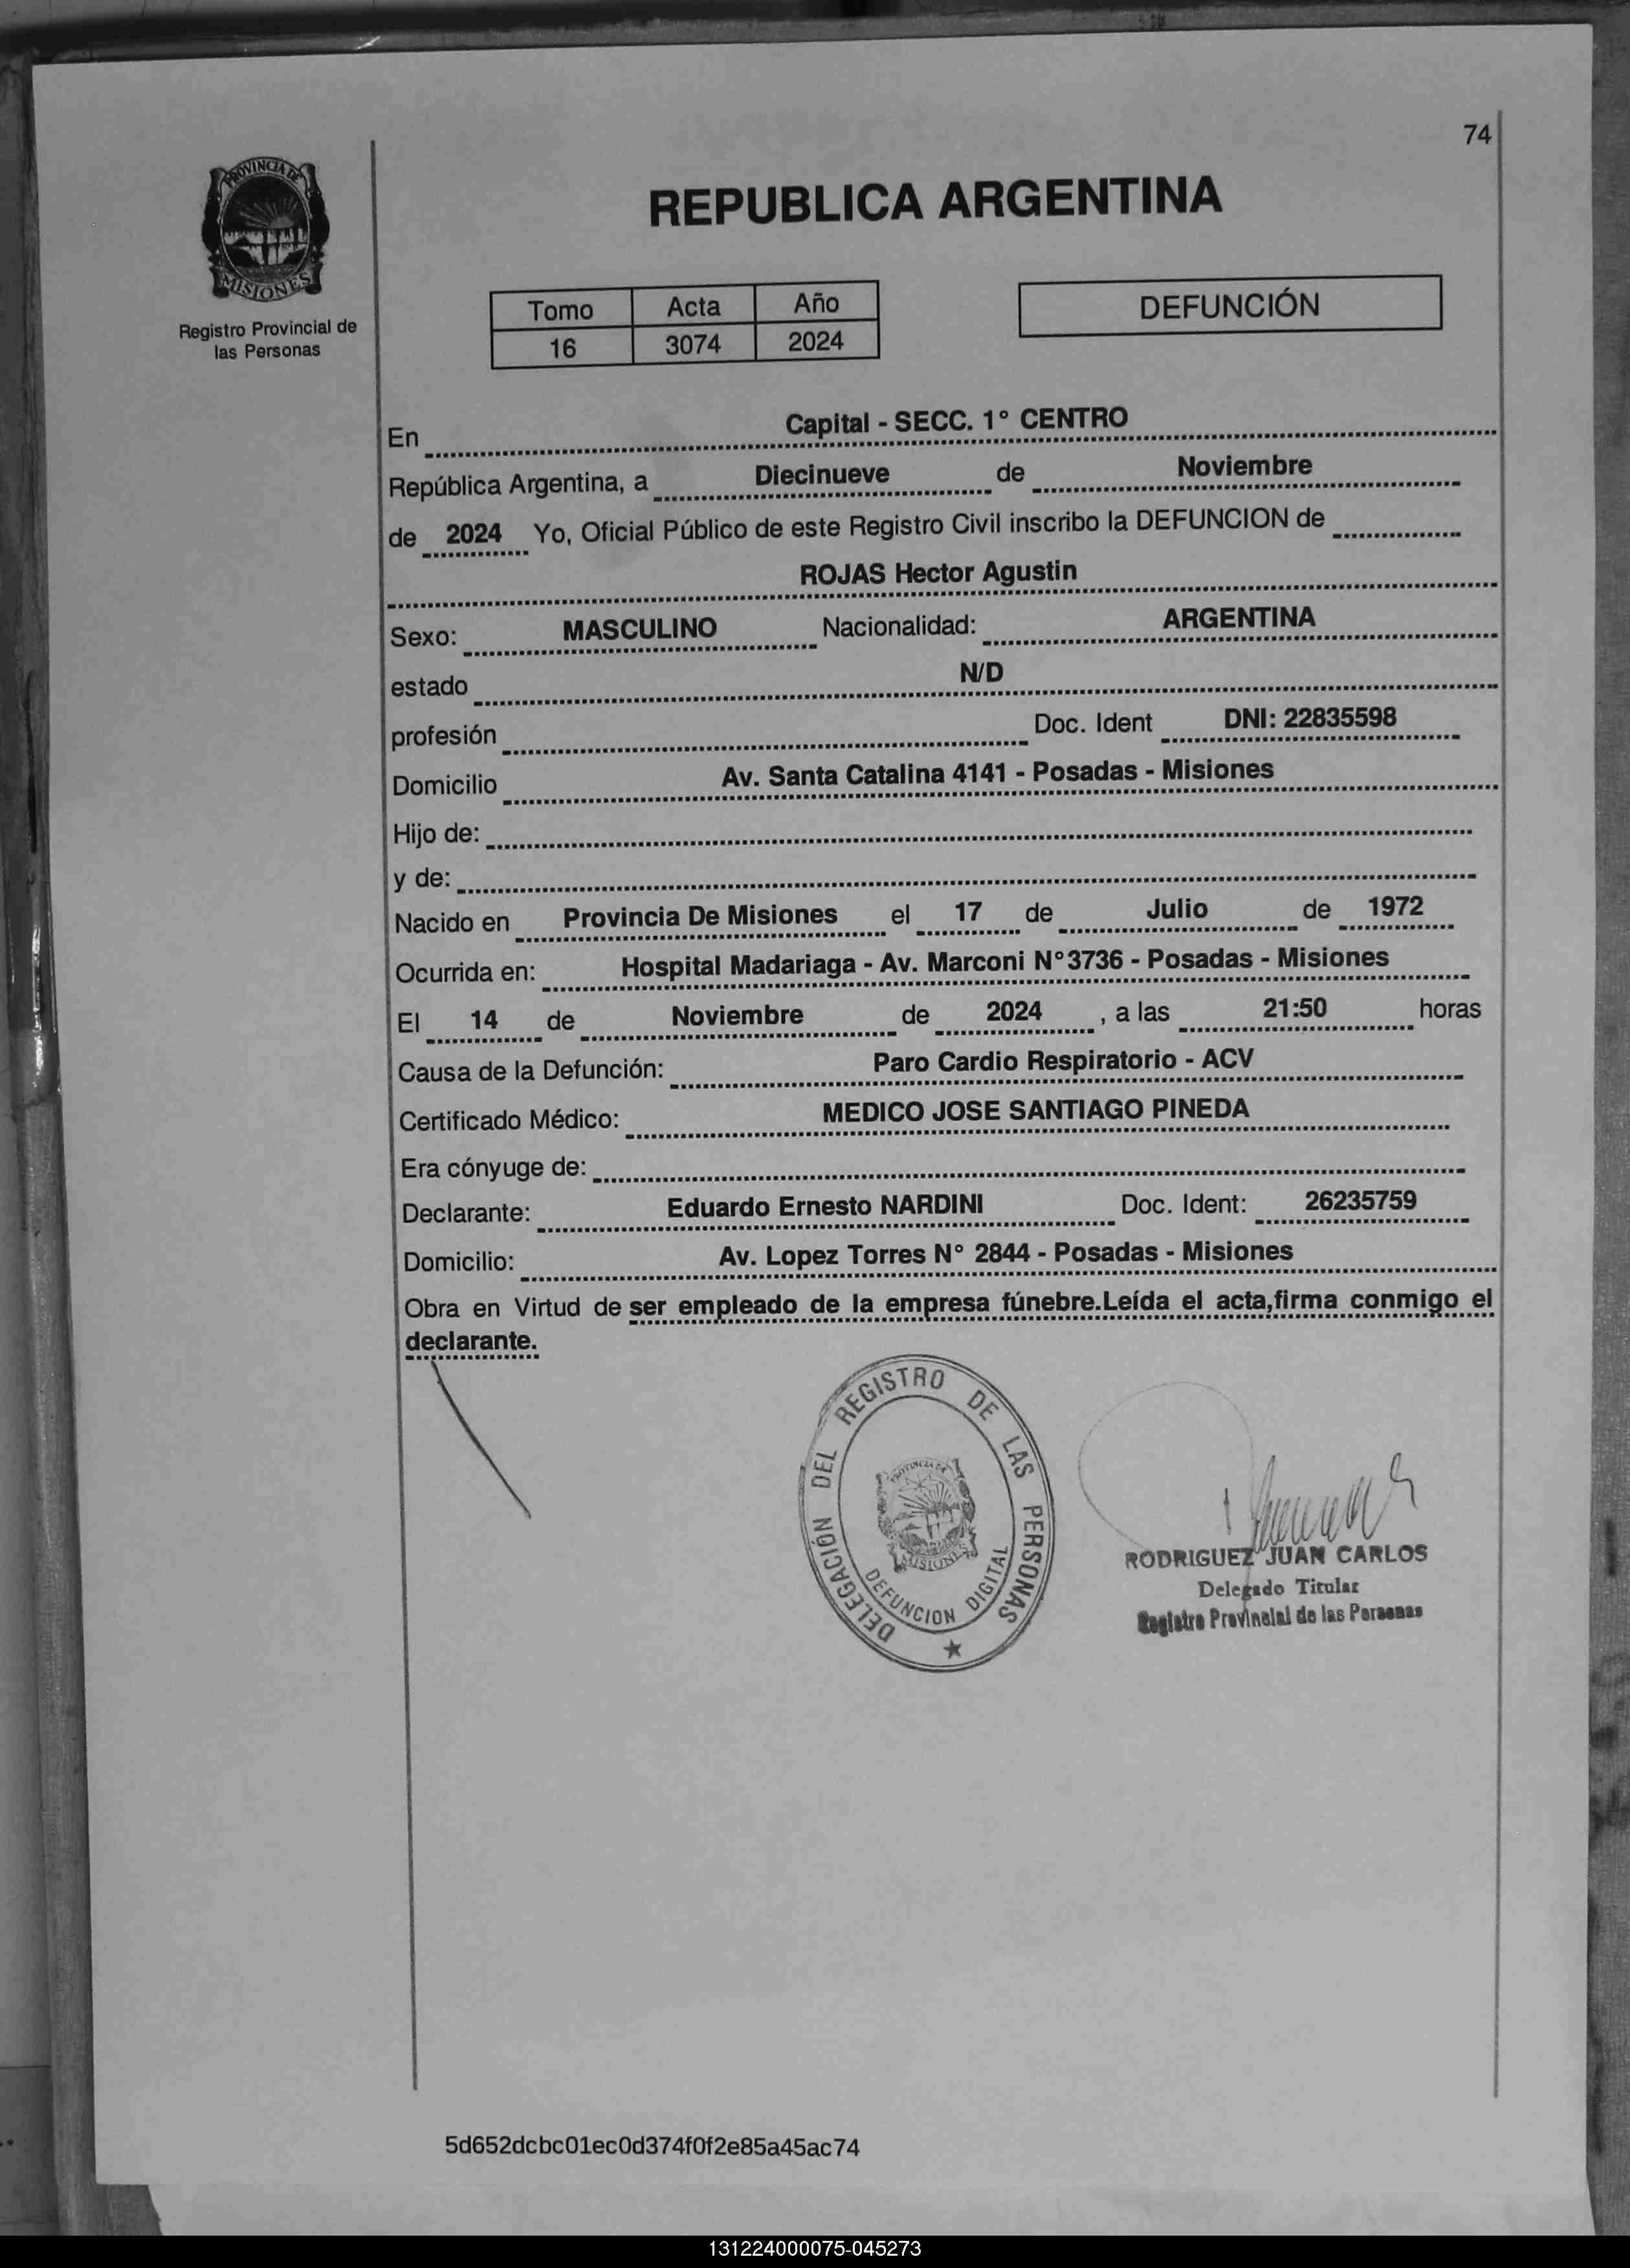 74
PROVINCIA DE
MISIONES
Registro Provincial de
las Personas
REPUBLICA ARGENTINA
Tomo Acta Año
16 3074 2024
DEFUNCIÓN
En Capital - SECC. 1° CENTRO
República Argentina, a Diecinueve de Noviembre
de 2024 Yo, Oficial Público de este Registro Civil inscribo la DEFUNCION de
ROJAS Hector Agustin
Sexo: MASCULINO Nacionalidad: ARGENTINA
estado N/D
profesión Doc. Ident DNI: 22835598
Domicilio Av. Santa Catalina 4141 - Posadas - Misiones
Hijo de:
y de:
Nacido en Provincia De Misiones el 17 de Julio de 1972
Ocurrida en: Hospital Madariaga - Av. Marconi N°3736 - Posadas - Misiones
El 14 de Noviembre de 2024 , a las 21:50 horas
Causa de la Defunción: Paro Cardio Respiratorio - ACV
Certificado Médico: MEDICO JOSE SANTIAGO PINEDA
Era cónyuge de:
Declarante: Eduardo Ernesto NARDINI Doc. Ident: 26235759
Domicilio: Av. Lopez Torres N° 2844 - Posadas - Misiones
Obra en Virtud de ser empleado de la empresa fúnebre.Leída el acta,firma conmigo el
declarante.
DELEGACIÓN DEL REGISTRO DE LAS PERSONAS
PROVINCIA DE
MISIONES
DEFUNCION DIGITAL
RODRIGUEZ JUAN CARLOS
Delegado Titular
Registro Provincial de las Personas
5d652dcbc01ec0d374f0f2e85a45ac74
131224000075-045273